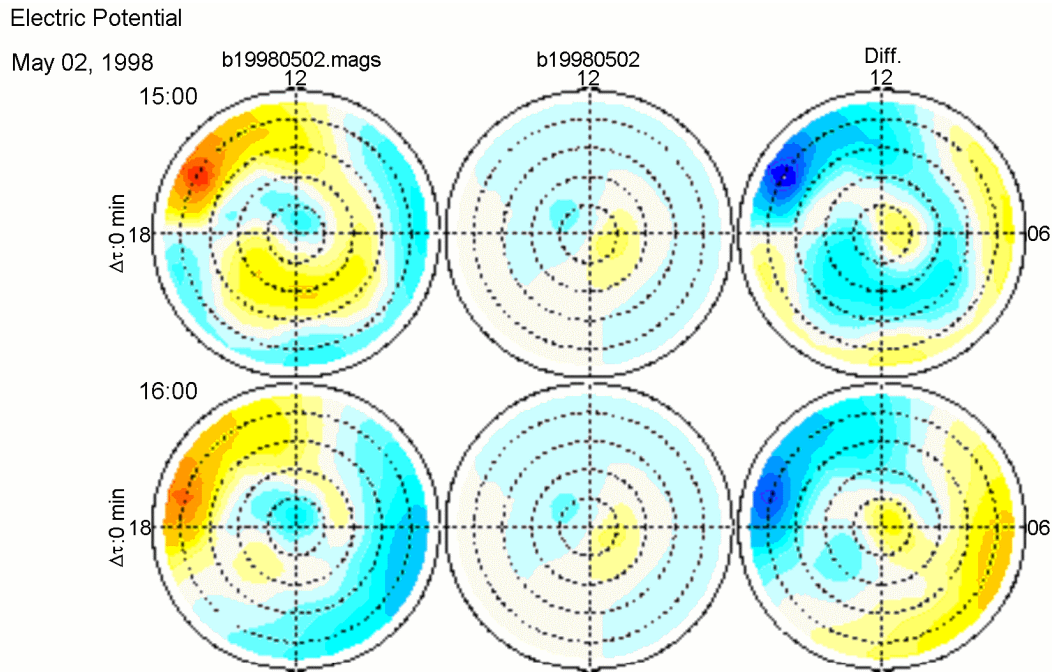 Electric Potential
May 02, 1998
b19980502.mags
b19980502
Diff.
12
12
12
15:00
Δτ:0 min
18
06
16:00
Δτ:0 min
18
06